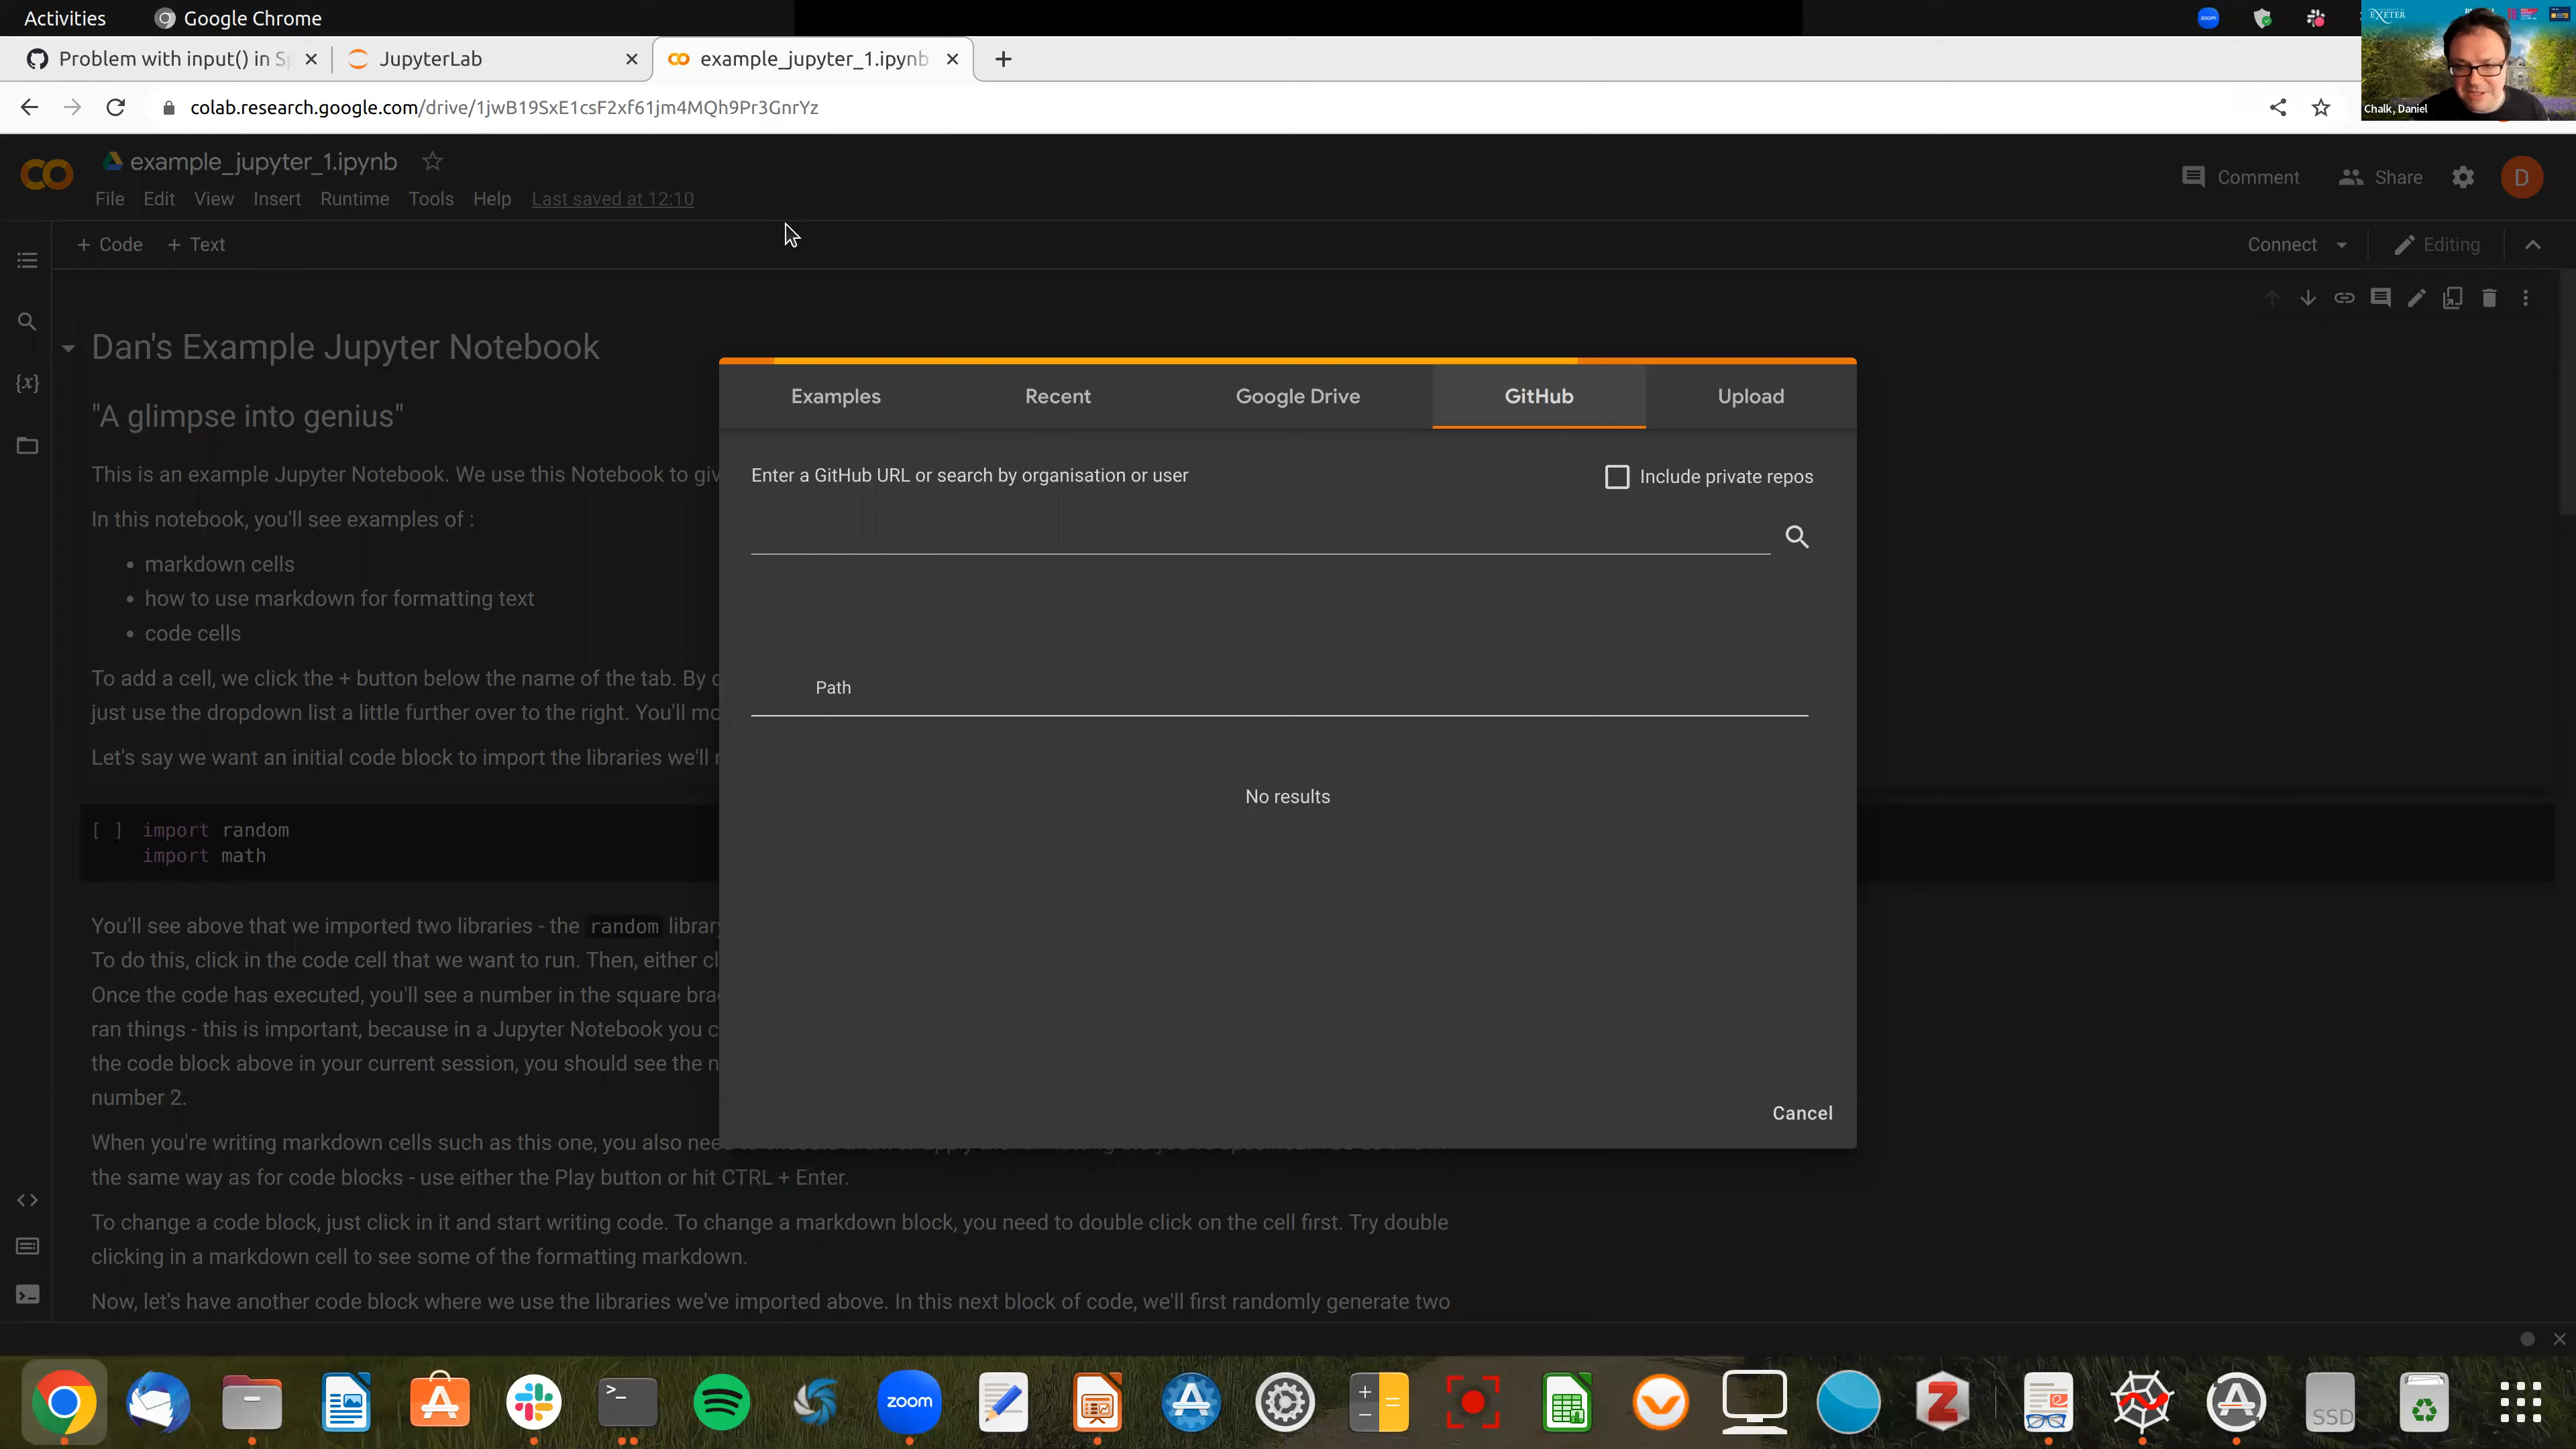 Activities
Google Chrome
zoom
EXETER
Problem with input() in Sp
JupyterLab
example_jupyter_1.ipynb
colab.research.google.com/drive/1jwB19SxE1csF2xf61jm4MQh9Pr3GnrYz
Chalk, Daniel
CO
example_jupyter_1.ipynb
Comment
Share
D
File Edit View Insert Runtime Tools Help Last saved at 12:10
+ Code + Text
Connect
Editing
Dan's Example Jupyter Notebook
"A glimpse into genius"
This is an example Jupyter Notebook. We use this Notebook to giv
In this notebook, you'll see examples of :
• markdown cells
• how to use markdown for formatting text
• code cells
To add a cell, we click the + button below the name of the tab. By d
just use the dropdown list a little further over to the right. You'll mo
Let's say we want an initial code block to import the libraries we'll
[ ] import random
import math
You'll see above that we imported two libraries - the random library
To do this, click in the code cell that we want to run. Then, either cl
Once the code has executed, you'll see a number in the square bra
ran things - this is important, because in a Jupyter Notebook you c
the code block above in your current session, you should see the n
number 2.
When you're writing markdown cells such as this one, you also nee
the same way as for code blocks - use either the Play button or hit CTRL + Enter.
To change a code block, just click in it and start writing code. To change a markdown block, you need to double click on the cell first. Try double
clicking in a markdown cell to see some of the formatting markdown.
Now, let's have another code block where we use the libraries we've imported above. In this next block of code, we'll first randomly generate two
Examples
Recent
Google Drive
GitHub
Upload
Enter a GitHub URL or search by organisation or user
Include private repos
Path
No results
Cancel
zoom
SSD